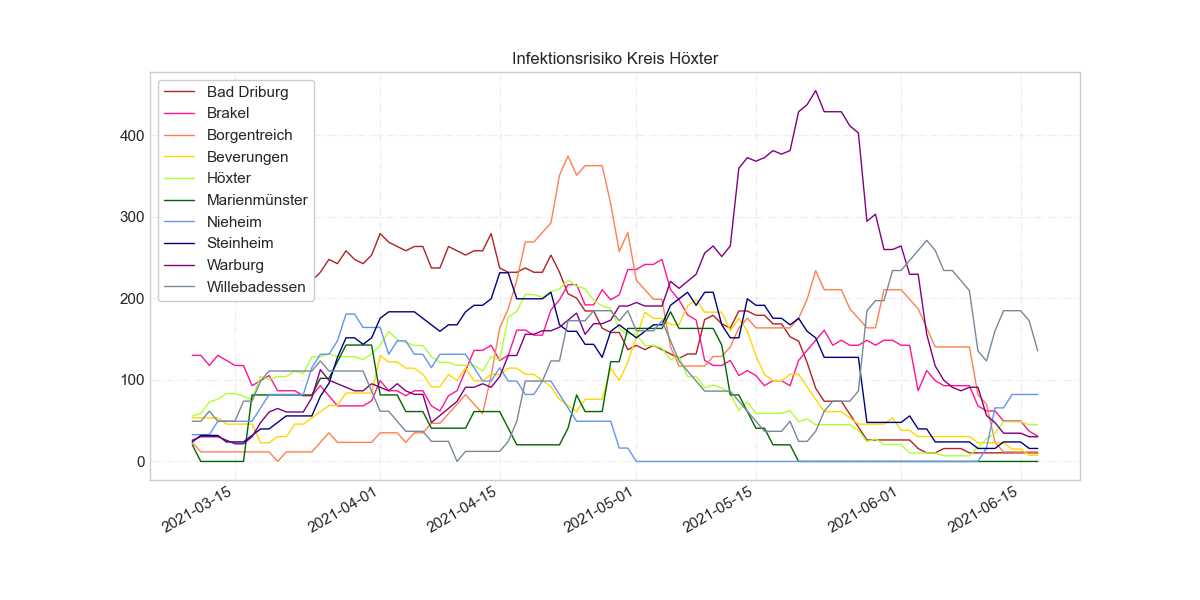 Infektionsrisiko Kreis Höxter
Bad Driburg
Brakel
Borgentreich
Beverungen
Höxter
Marienmünster
Nieheim
Steinheim
Warburg
Willebadessen
400
300
200
100
0
2021-03-15
2021-04-01
2021-04-15
2021-05-01
2021-05-15
2021-06-01
2021-06-15